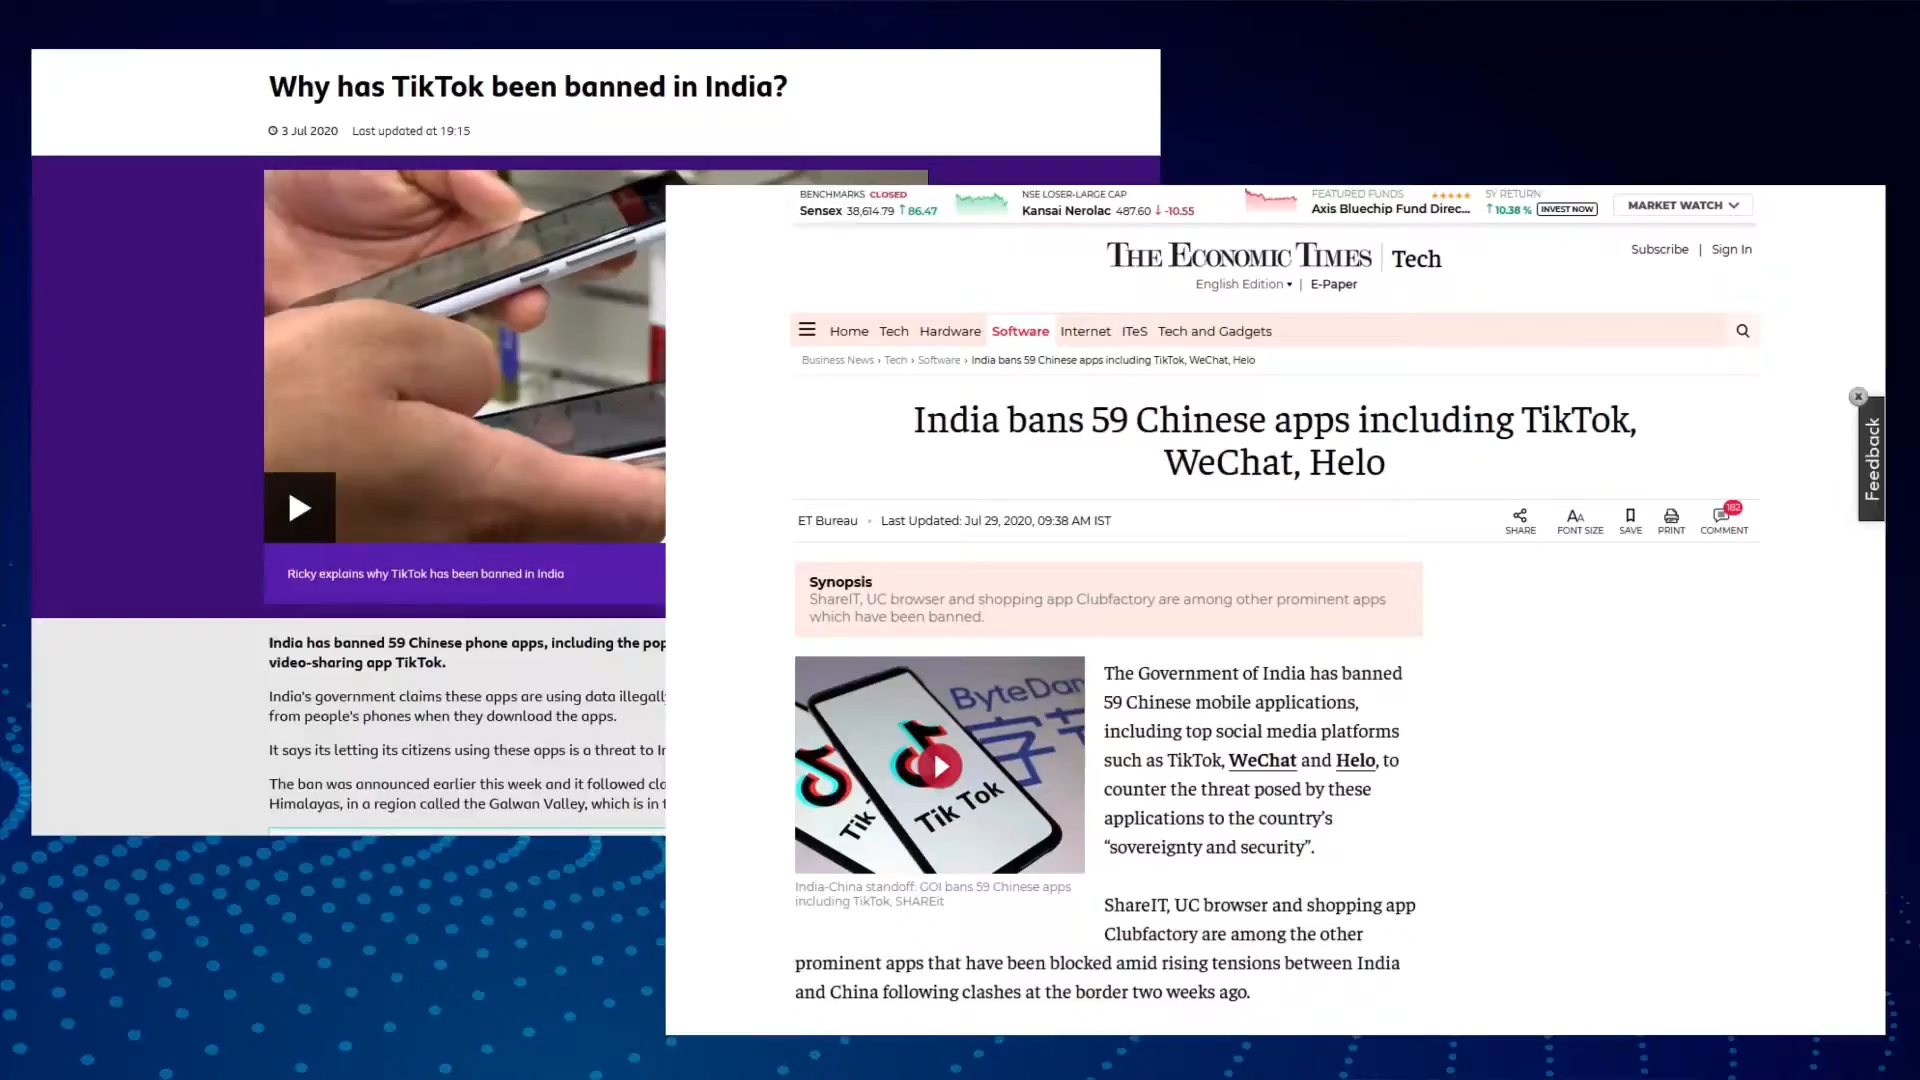 Why has TikTok been banned in India?
3 Jul 2020 Last updated at 19:15
Ricky explains why TikTok has been banned in India
India has banned 59 Chinese phone apps, including the pop
video-sharing app TikTok.
India's government claims these apps are using data illegall
from people's phones when they download the apps.
It says its letting its citizens using these apps is a threat to In
The ban was announced earlier this week and it followed cla
Himalayas, in a region called the Galwan Valley, which is in t
BENCHMARKS CLOSED
Sensex 38,614.79 ↑ 86.47
NSE LOSER-LARGE CAP
Kansai Nerolac 487.60 ↓ -10.55
FEATURED FUNDS ★★★★★
Axis Bluechip Fund Direc...
5Y RETURN
↑ 10.38 % INVEST NOW
MARKET WATCH
THE ECONOMIC TIMES | Tech
English Edition ▾ | E-Paper
Subscribe | Sign In
Home Tech Hardware Software Internet ITeS Tech and Gadgets
Business News › Tech › Software › India bans 59 Chinese apps including TikTok, WeChat, Helo
India bans 59 Chinese apps including TikTok,
WeChat, Helo
ET Bureau • Last Updated: Jul 29, 2020, 09:38 AM IST
SHARE
AA
FONT SIZE
SAVE
PRINT
182
COMMENT
x
Feedback
Synopsis
ShareIT, UC browser and shopping app Clubfactory are among other prominent apps
which have been banned.
ByteDan
字节
Tik
Tik Tok
India-China standoff: GOI bans 59 Chinese apps
including TikTok, SHAREit
The Government of India has banned
59 Chinese mobile applications,
including top social media platforms
such as TikTok, WeChat and Helo, to
counter the threat posed by these
applications to the country's
“sovereignty and security”.
ShareIT, UC browser and shopping app
Clubfactory are among the other
prominent apps that have been blocked amid rising tensions between India
and China following clashes at the border two weeks ago.